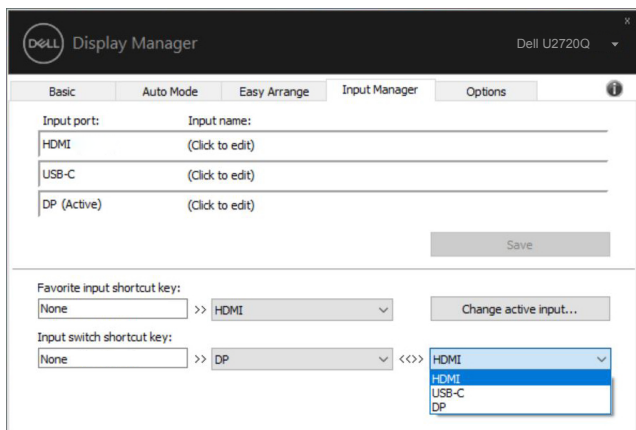 x
DELL Display Manager Dell U2720Q
Basic Auto Mode Easy Arrange Input Manager Options i
Input port: Input name:
HDMI (Click to edit)
USB-C (Click to edit)
DP (Active) (Click to edit)
Save
Favorite input shortcut key:
None >> HDMI Change active input...
Input switch shortcut key:
None >> DP <<>> HDMI
HDMI
USB-C
DP